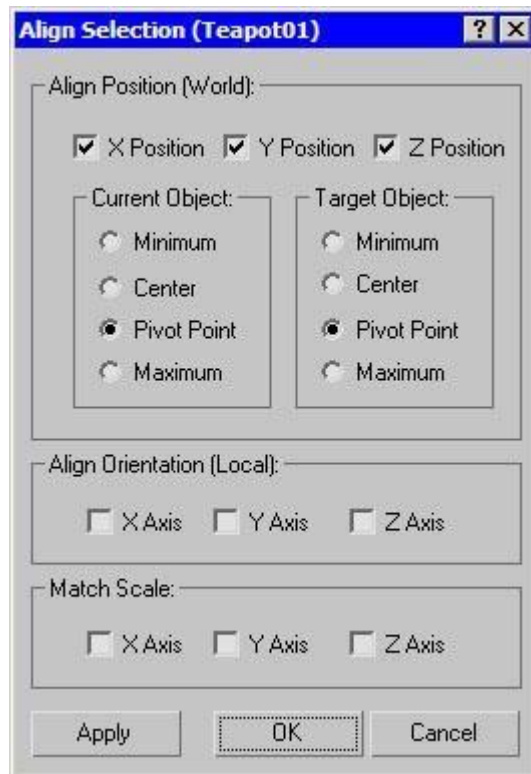 Align Selection (Teapot01)
? X
Align Position (World):
X Position Y Position Z Position
Current Object: Target Object:
Minimum Minimum
Center Center
Pivot Point Pivot Point
Maximum Maximum
Align Orientation (Local):
X Axis Y Axis Z Axis
Match Scale:
X Axis Y Axis Z Axis
Apply OK Cancel